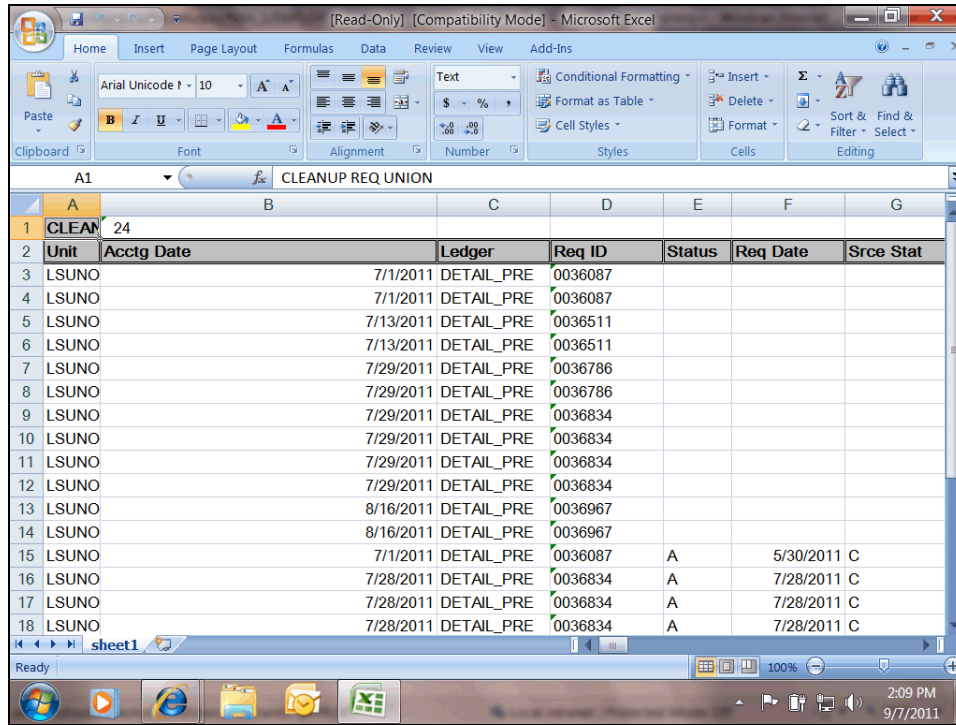 [Read-Only] [Compatibility Mode] - Microsoft Excel
Home Insert Page Layout Formulas Data Review View Add-Ins
Paste
Arial Unicode M 10
B I U
A A
Text
$ % ,
.00 .0
Conditional Formatting
Format as Table
Cell Styles
Insert
Delete
Format
Σ
Sort & Filter
Find & Select
Clipboard Font Alignment Number Styles Cells Editing
A1 fx CLEANUP REQ UNION
A B C D E F G
1 CLEAN 24
2 Unit Acctg Date Ledger Req ID Status Req Date Srce Stat
3 LSUNO 7/1/2011 DETAIL_PRE 0036087
4 LSUNO 7/1/2011 DETAIL_PRE 0036087
5 LSUNO 7/13/2011 DETAIL_PRE 0036511
6 LSUNO 7/13/2011 DETAIL_PRE 0036511
7 LSUNO 7/29/2011 DETAIL_PRE 0036786
8 LSUNO 7/29/2011 DETAIL_PRE 0036786
9 LSUNO 7/29/2011 DETAIL_PRE 0036834
10 LSUNO 7/29/2011 DETAIL_PRE 0036834
11 LSUNO 7/29/2011 DETAIL_PRE 0036834
12 LSUNO 7/29/2011 DETAIL_PRE 0036834
13 LSUNO 8/16/2011 DETAIL_PRE 0036967
14 LSUNO 8/16/2011 DETAIL_PRE 0036967
15 LSUNO 7/1/2011 DETAIL_PRE 0036087 A 5/30/2011 C
16 LSUNO 7/28/2011 DETAIL_PRE 0036834 A 7/28/2011 C
17 LSUNO 7/28/2011 DETAIL_PRE 0036834 A 7/28/2011 C
18 LSUNO 7/28/2011 DETAIL_PRE 0036834 A 7/28/2011 C
sheet1
Ready 100%
2:09 PM
9/7/2011